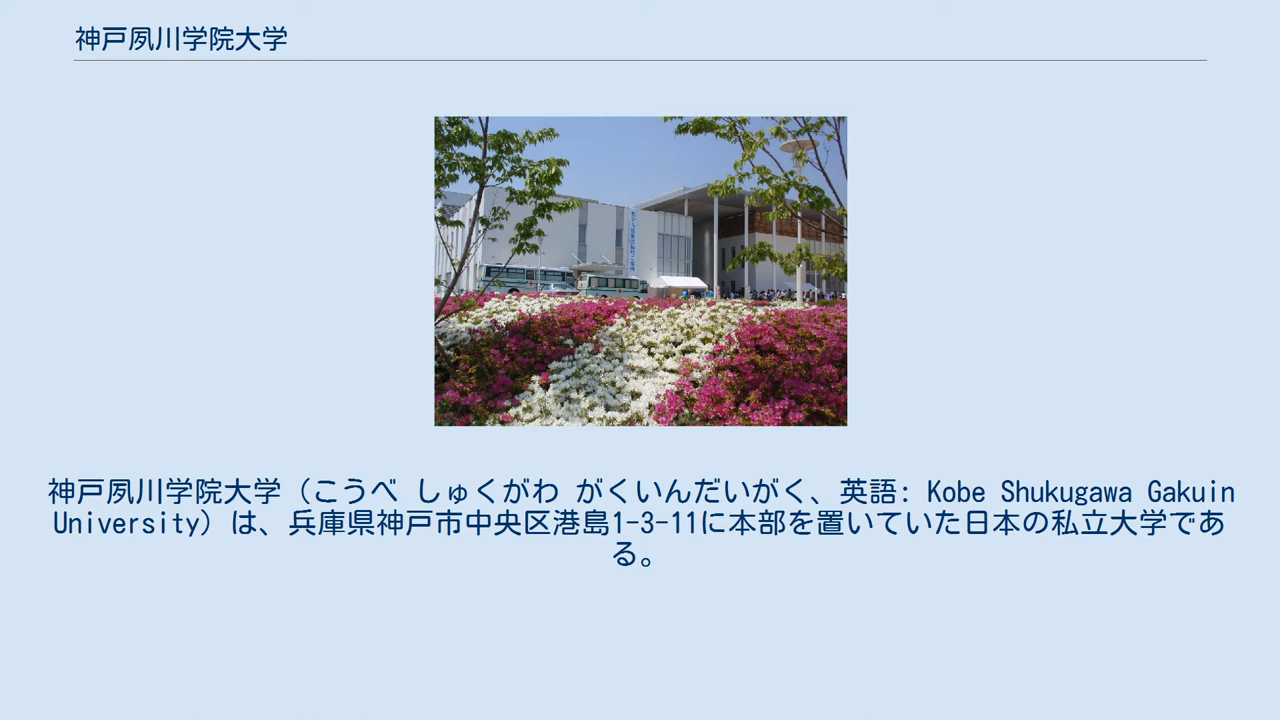 神戸夙川学院大学
神戸夙川学院大学（こうべ しゅくがわ がくいんだいがく、英語: Kobe Shukugawa Gakuin
University）は、兵庫県神戸市中央区港島1-3-11に本部を置いていた日本の私立大学であ
る。